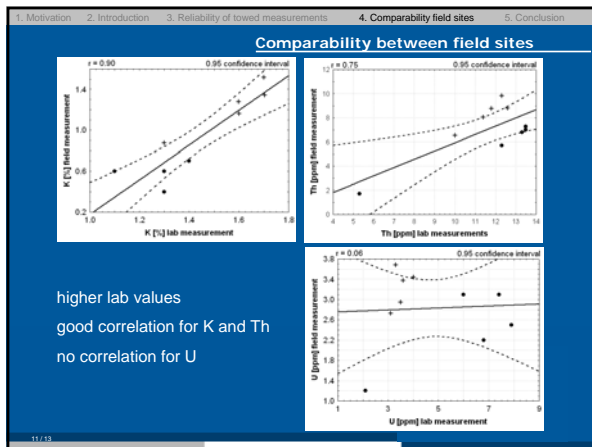 1. Motivation 2. Introduction 3. Reliability of towed measurements 4. Comparability field sites 5. Conclusion
Comparability between field sites
r = 0.90 0.95 confidence interval
K [%] field measurement
1.4
1.0
0.6
0.2
1.0 1.2 1.4 1.6 1.8
K [%] lab measurement
r = 0.75 0.95 confidence interval
Th [ppm] field measurement
12
10
8
6
4
2
0
4 5 6 7 8 9 10 11 12 13 14
Th [ppm] lab measurements
r = 0.06 0.95 confidence interval
U [ppm] field measurement
3.8
3.4
3.0
2.6
2.2
1.8
1.4
1.0
1 3 5 7 9
U [ppm] lab measurement
higher lab values
good correlation for K and Th
no correlation for U
11 / 13